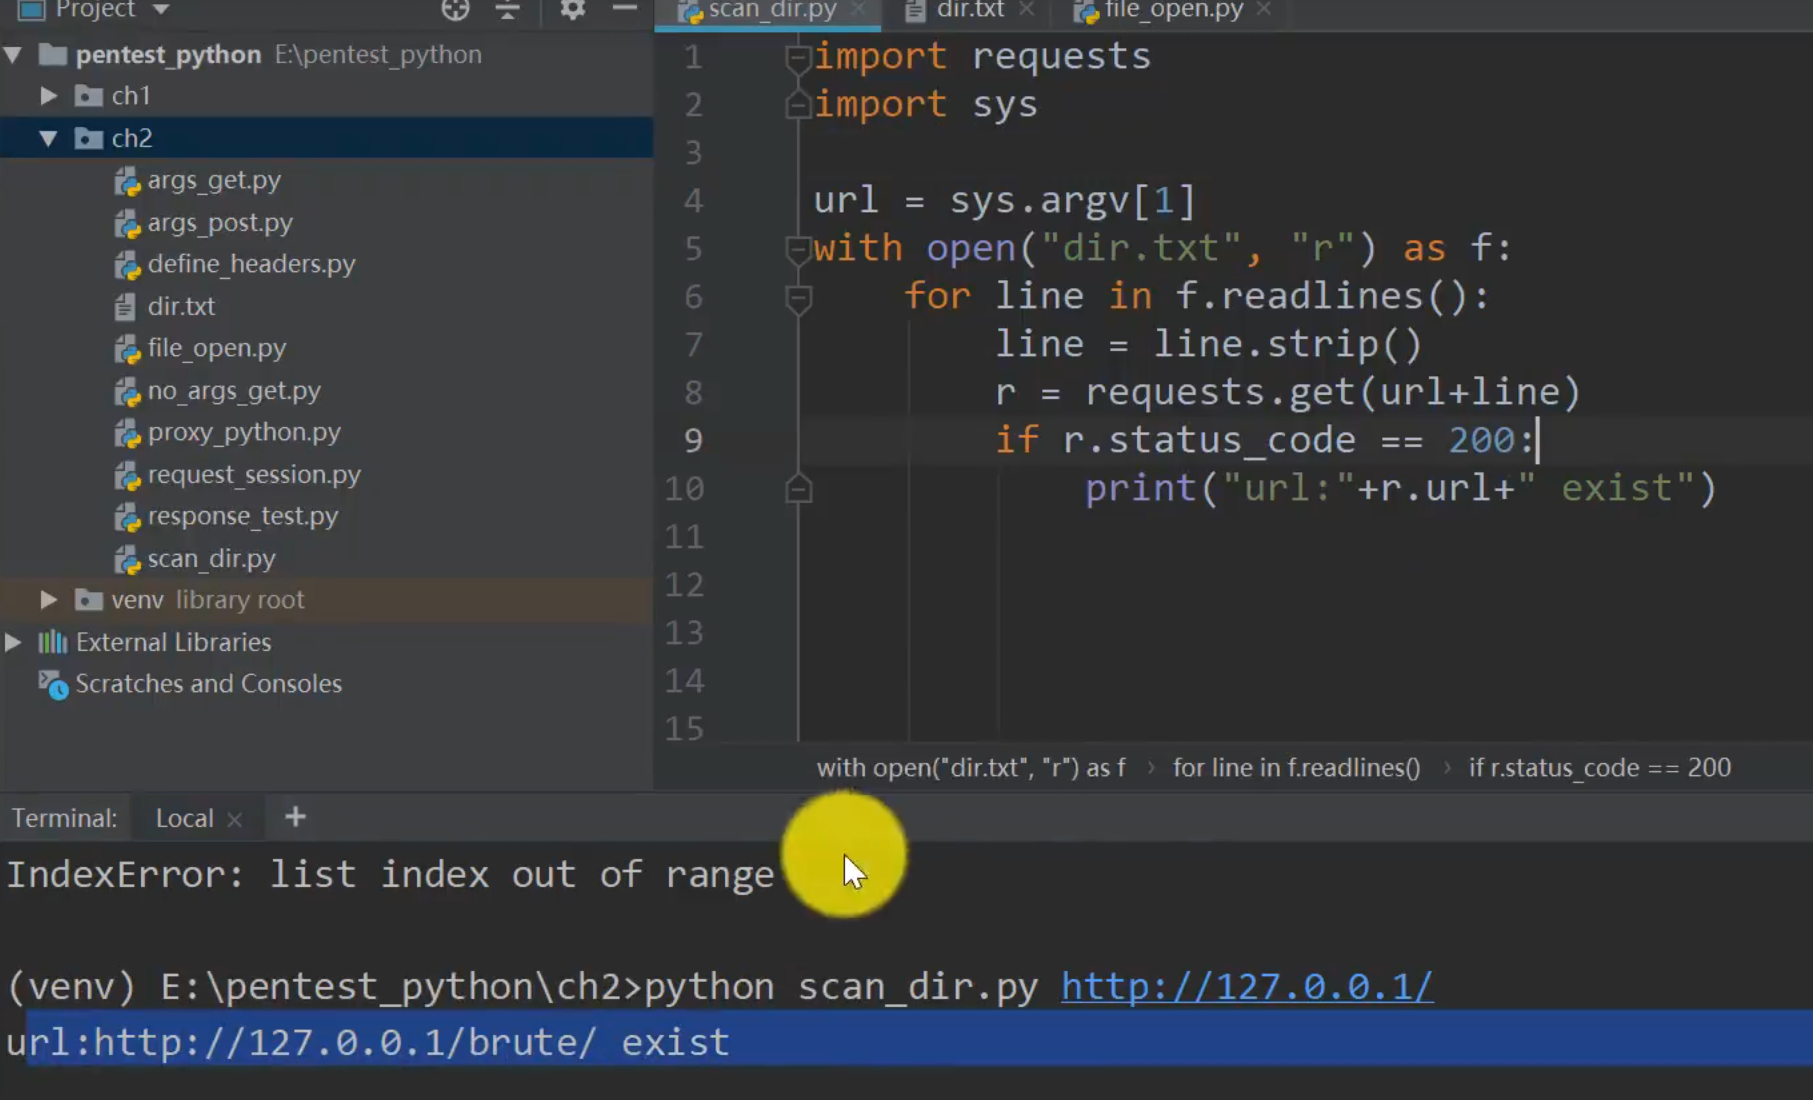 Project
pentest_python E:\pentest_python
ch1
ch2
args_get.py
args_post.py
define_headers.py
dir.txt
file_open.py
no_args_get.py
proxy_python.py
request_session.py
response_test.py
scan_dir.py
venv library root
External Libraries
Scratches and Consoles
scan_dir.py dir.txt file_open.py
1 import requests
2 import sys
3
4 url = sys.argv[1]
5 with open("dir.txt", "r") as f:
6 for line in f.readlines():
7 line = line.strip()
8 r = requests.get(url+line)
9 if r.status_code == 200:
10 print("url:"+r.url+" exist")
11
12
13
14
15
with open("dir.txt", "r") as f › for line in f.readlines() › if r.status_code == 200
Terminal: Local × +
IndexError: list index out of range
(venv) E:\pentest_python\ch2>python scan_dir.py http://127.0.0.1/
url:http://127.0.0.1/brute/ exist